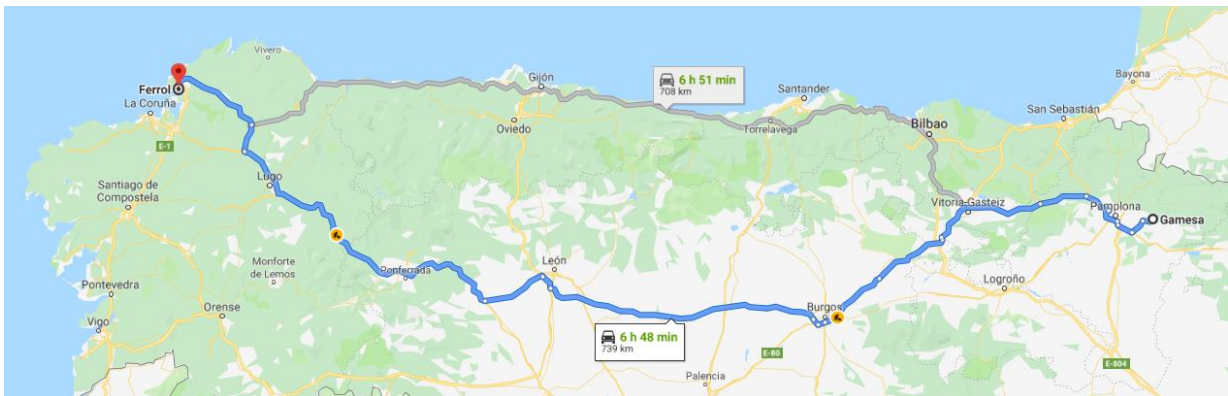 Vivero
Ferrol
La Coruña
E-1
Gijón
6 h 51 min
708 km
Santander
Bayona
San Sebastián
Oviedo
Torrelavega
Bilbao
Lugo
Santiago de
Compostela
Vitoria-Gasteiz
Pamplona
Gamesa
León
Monforte
de Lemos
Ponferrada
Logroño
Pontevedra
Orense
Burgos
Vigo
6 h 48 min
739 km
E-80
E-804
Palencia